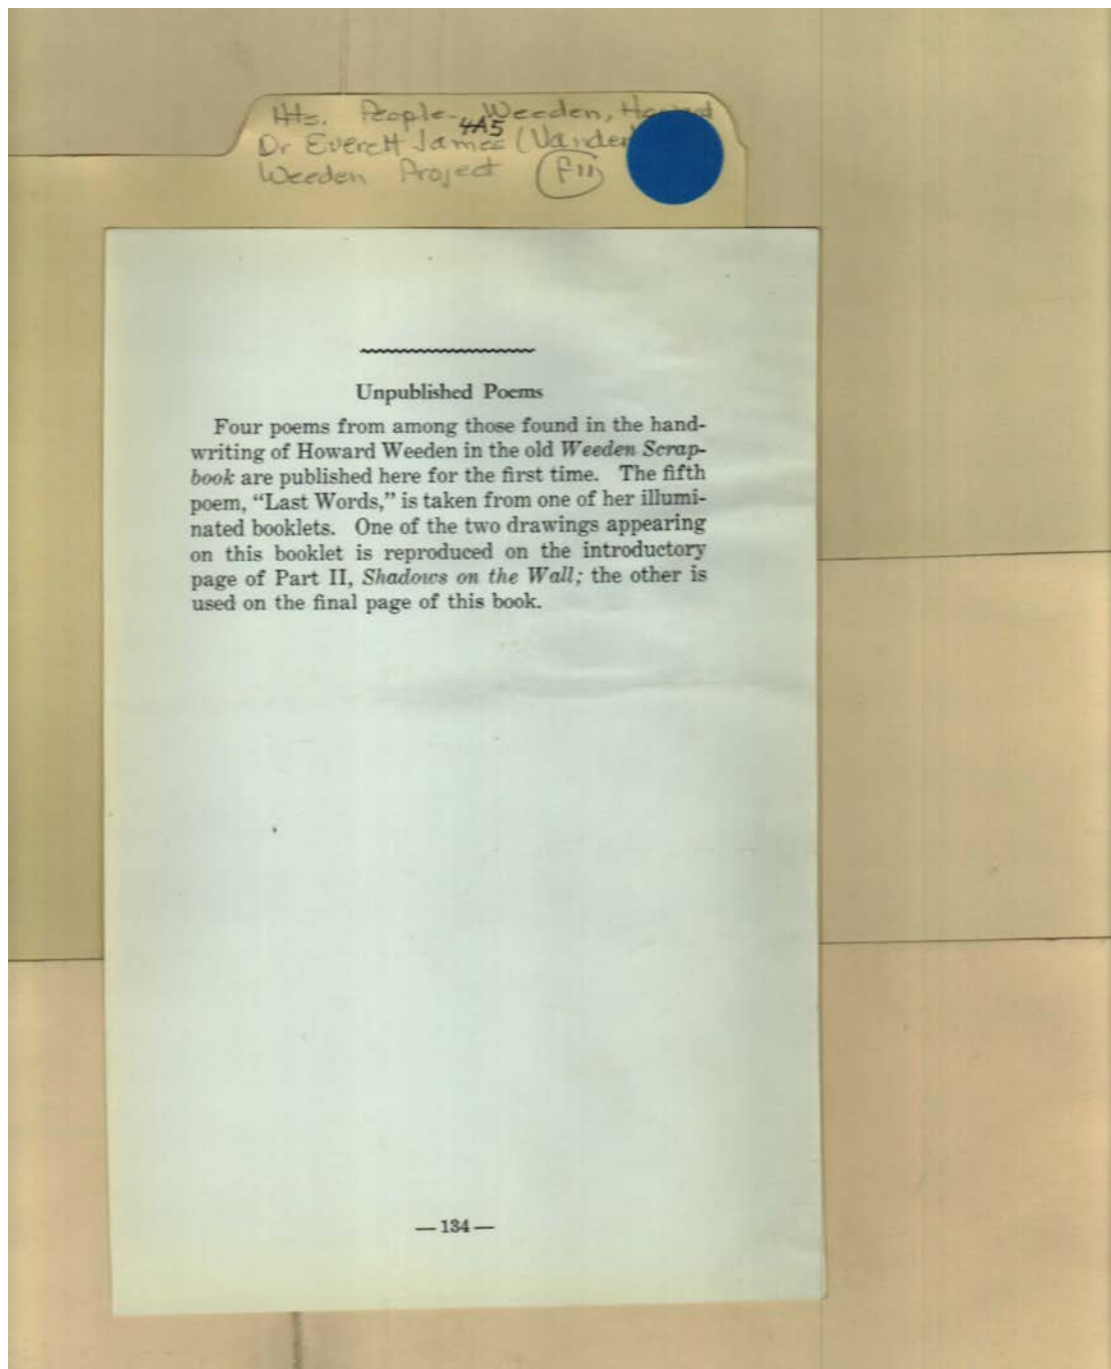 Hts. People- Weeden,
4A5
Dr Everett James
Weeden Project
Unpublished Poems
Four poems from among those found in the hand-
writing of Howard Weeden in the old Weeden Scrap-
book are published here for the first time. The fifth
poem, “Last Words,” is taken from one of her illumi-
nated booklets. One of the two drawings appearing
on this booklet is reproduced on the introductory
page of Part II, Shadows on the Wall; the other is
used on the final page of this book.
—134—